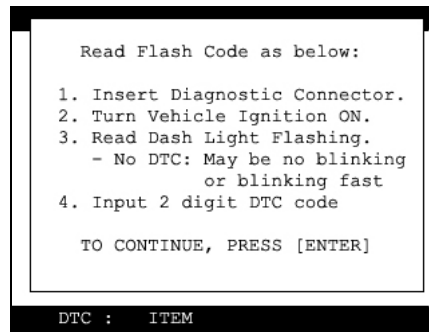 Read Flash Code as below:
1. Insert Diagnostic Connector.
2. Turn Vehicle Ignition ON.
3. Read Dash Light Flashing.
- No DTC: May be no blinking
or blinking fast
4. Input 2 digit DTC code
TO CONTINUE, PRESS [ENTER]
DTC : ITEM